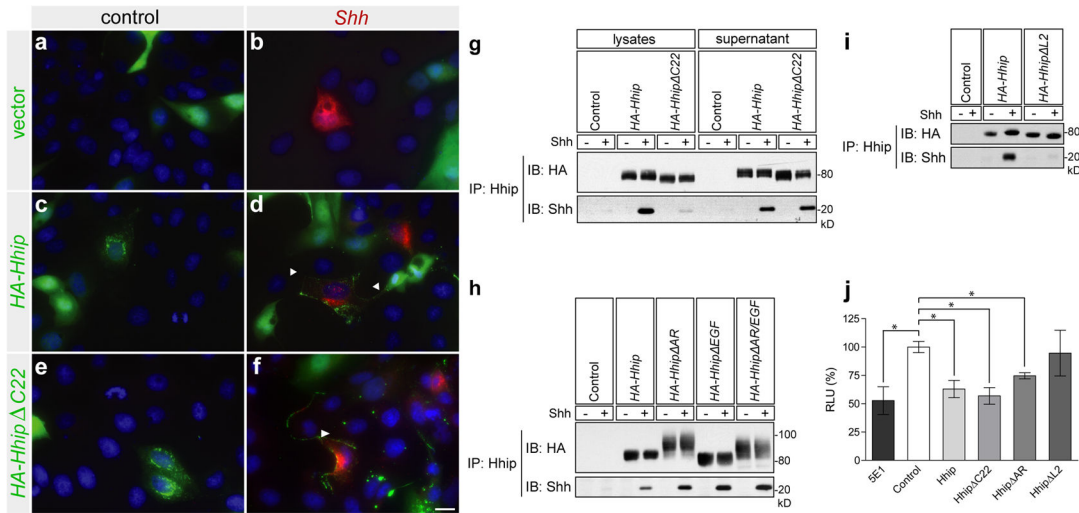 control
Shh
vector
HA-Hhip
HA-HhipΔC22
a
b
c
d
e
f
g
lysates
supernatant
Control
HA-Hhip
HA-HhipΔC22
Control
HA-Hhip
HA-HhipΔC22
Shh - + - + - + - + - + - +
IP: Hhip
IB: HA
-80
IB: Shh
-20
kD
h
Control
HA-Hhip
HA-HhipΔAR
HA-HhipΔEGF
HA-HhipΔAR/EGF
Shh - + - + - + - + - +
IP: Hhip
IB: HA
100
80
IB: Shh
20
kD
i
Control
HA-Hhip
HA-HhipΔL2
Shh - + - + - +
IP: Hhip
IB: HA
80
IB: Shh
20
kD
j
RLU (%)
125
100
75
50
25
0
* * * *
5E1
Control
Hhip
HhipΔC22
HhipΔAR
HhipΔL2